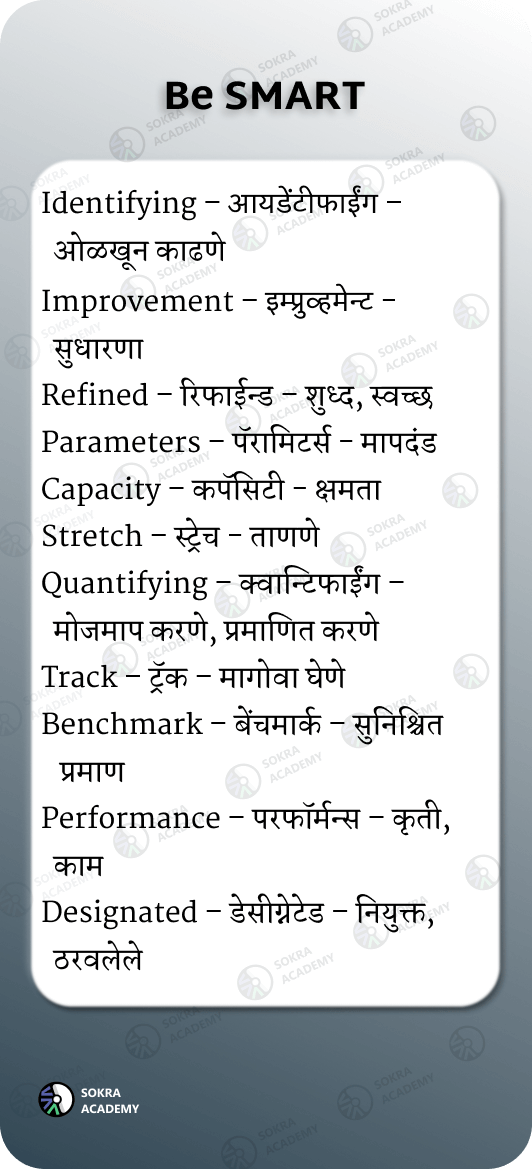 Be SMART
Identifying – आयडेंटीफाईंग –
ओळखून काढणे
Improvement – इम्प्रुव्हमेन्ट –
सुधारणा
Refined – रिफाईन्ड – शुध्द, स्वच्छ
Parameters – पॅरामिटर्स – मापदंड
Capacity – कपॅसिटी – क्षमता
Stretch – स्ट्रेच – ताणणे
Quantifying – क्वान्टिफाईंग –
मोजमाप करणे, प्रमाणित करणे
Track – ट्रॅक – मागोवा घेणे
Benchmark – बेंचमार्क – सुनिश्चित
प्रमाण
Performance – परफॉर्मन्स – कृती,
काम
Designated – डेसीग्नेटेड – नियुक्त,
ठरवलेले
SOKRA
ACADEMY